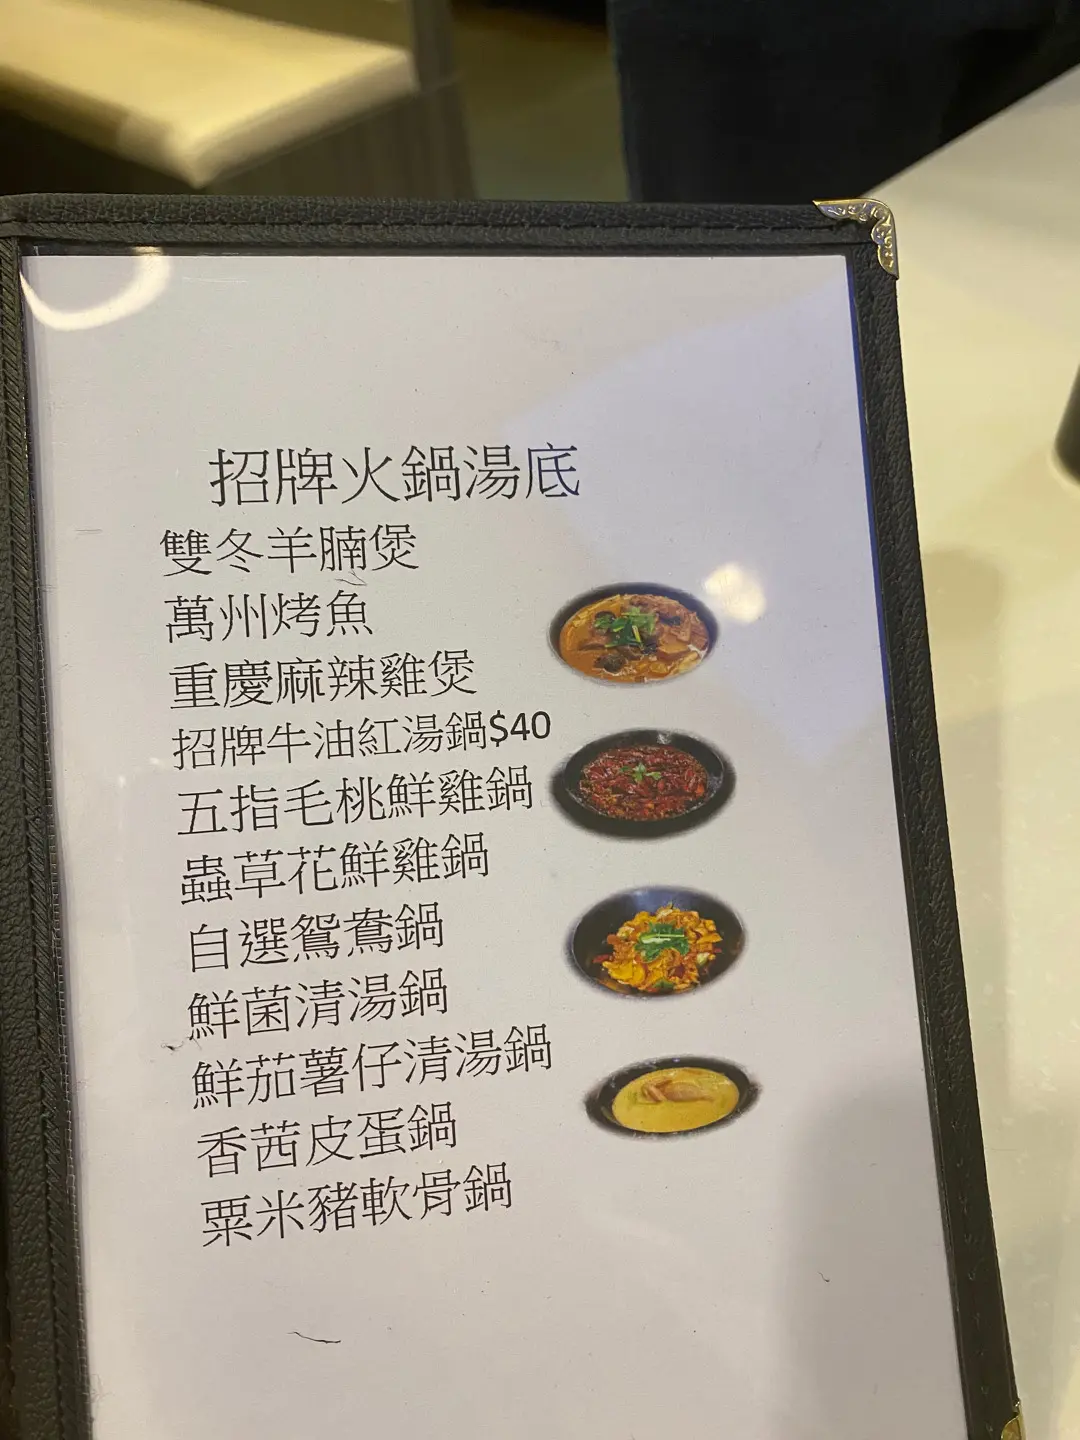 招牌火鍋湯底
雙冬羊腩煲
萬州烤魚
重慶麻辣雞煲
招牌牛油紅湯鍋$40
五指毛桃鮮雞鍋
蟲草花鮮雞鍋
自選鴛鴦鍋
鮮菌清湯鍋
鮮茄薯仔清湯鍋
香茜皮蛋鍋
粟米豬軟骨鍋